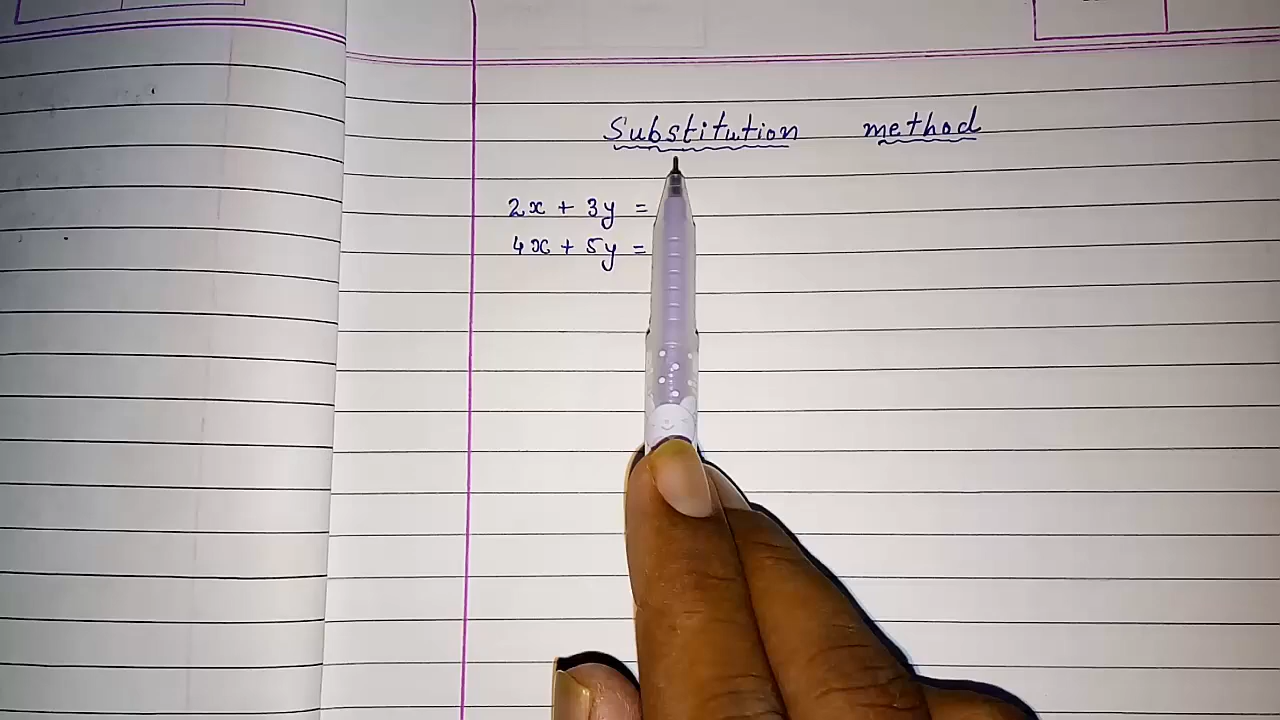 Substitution method
2x + 3y =
4x + 5y =